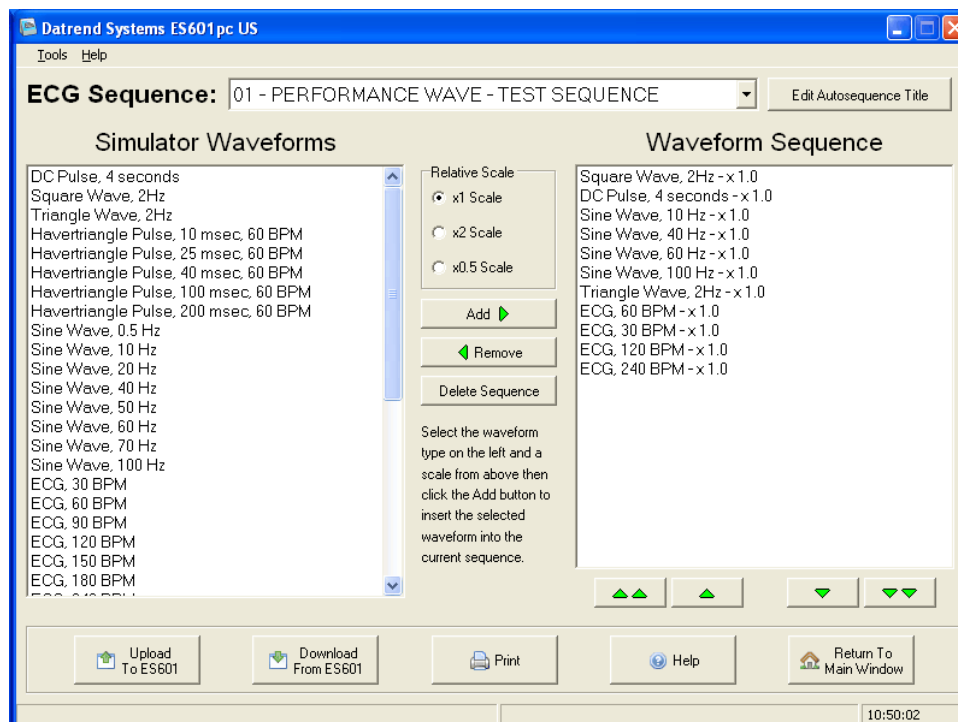 Datrend Systems ES601pc US
Tools Help
ECG Sequence: 01 - PERFORMANCE WAVE - TEST SEQUENCE
Edit Autosequence Title
Simulator Waveforms
DC Pulse, 4 seconds
Square Wave, 2Hz
Triangle Wave, 2Hz
Havertriangle Pulse, 10 msec, 60 BPM
Havertriangle Pulse, 25 msec, 60 BPM
Havertriangle Pulse, 40 msec, 60 BPM
Havertriangle Pulse, 100 msec, 60 BPM
Havertriangle Pulse, 200 msec, 60 BPM
Sine Wave, 0.5 Hz
Sine Wave, 10 Hz
Sine Wave, 20 Hz
Sine Wave, 40 Hz
Sine Wave, 50 Hz
Sine Wave, 60 Hz
Sine Wave, 70 Hz
Sine Wave, 100 Hz
ECG, 30 BPM
ECG, 60 BPM
ECG, 90 BPM
ECG, 120 BPM
ECG, 150 BPM
ECG, 180 BPM
Relative Scale
x1 Scale
x2 Scale
x0.5 Scale
Add
Remove
Delete Sequence
Select the waveform
type on the left and a
scale from above then
click the Add button to
insert the selected
waveform into the
current sequence.
Waveform Sequence
Square Wave, 2Hz - x 1.0
DC Pulse, 4 seconds - x 1.0
Sine Wave, 10 Hz - x 1.0
Sine Wave, 40 Hz - x 1.0
Sine Wave, 60 Hz - x 1.0
Sine Wave, 100 Hz - x 1.0
Triangle Wave, 2Hz - x 1.0
ECG, 60 BPM - x 1.0
ECG, 30 BPM - x 1.0
ECG, 120 BPM - x 1.0
ECG, 240 BPM - x 1.0
Upload
To ES601
Download
From ES601
Print
Help
Return To
Main Window
10:50:02